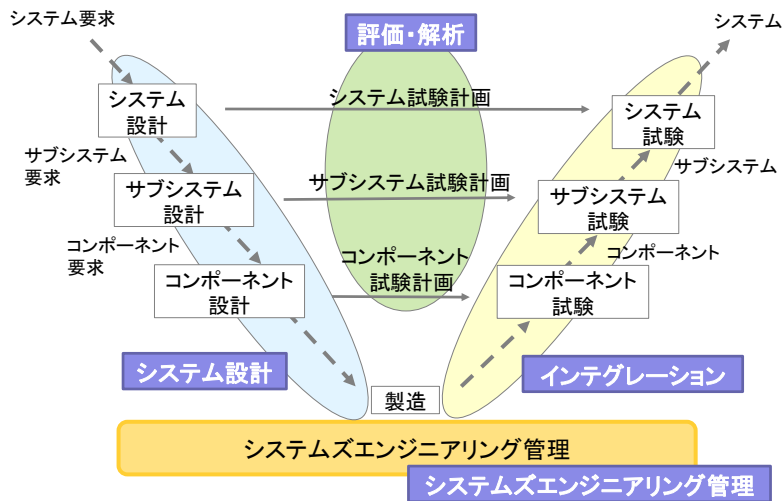 システム要求
評価・解析
システム
システム
設計
システム試験計画
システム
試験
サブシステム
要求
サブシステム
サブシステム
設計
サブシステム試験計画
サブシステム
試験
コンポーネント
要求
コンポーネント
コンポーネント
設計
コンポーネント
試験計画
コンポーネント
試験
システム設計
インテグレーション
製造
システムズエンジニアリング管理
システムズエンジニアリング管理